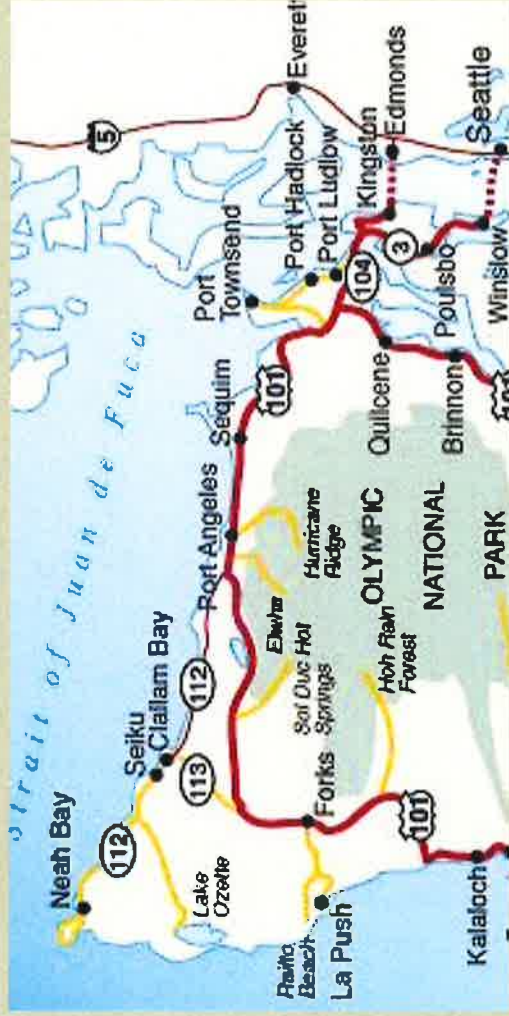 Strait of Juan de Fuca
Neah Bay
112
Seiku
Clallam Bay
112
113
Lake
Ozette
Port Angeles
Sequim
101
Port
Townsend
Port Hadlock
Port Ludlow
5
Everett
Kingston
Edmonds
104
3
Poulsbo
Winslow
Seattle
Quilcene
Brinnon
101
Elwha
Hurricane
Ridge
Sol Duc Hot
Springs
OLYMPIC
NATIONAL
PARK
Hoh Rain
Forest
Forks
101
Rialto
Beach
La Push
Kalaloch